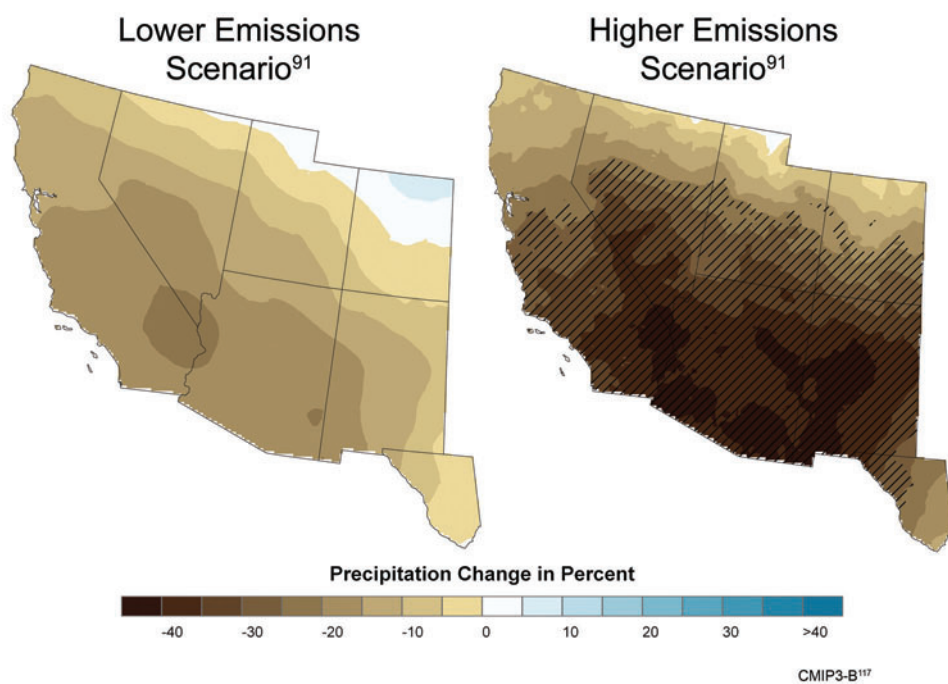 Lower Emissions
Scenario91
Higher Emissions
Scenario91
Precipitation Change in Percent
-40 -30 -20 -10 0 10 20 30 >40
CMIP3-B117